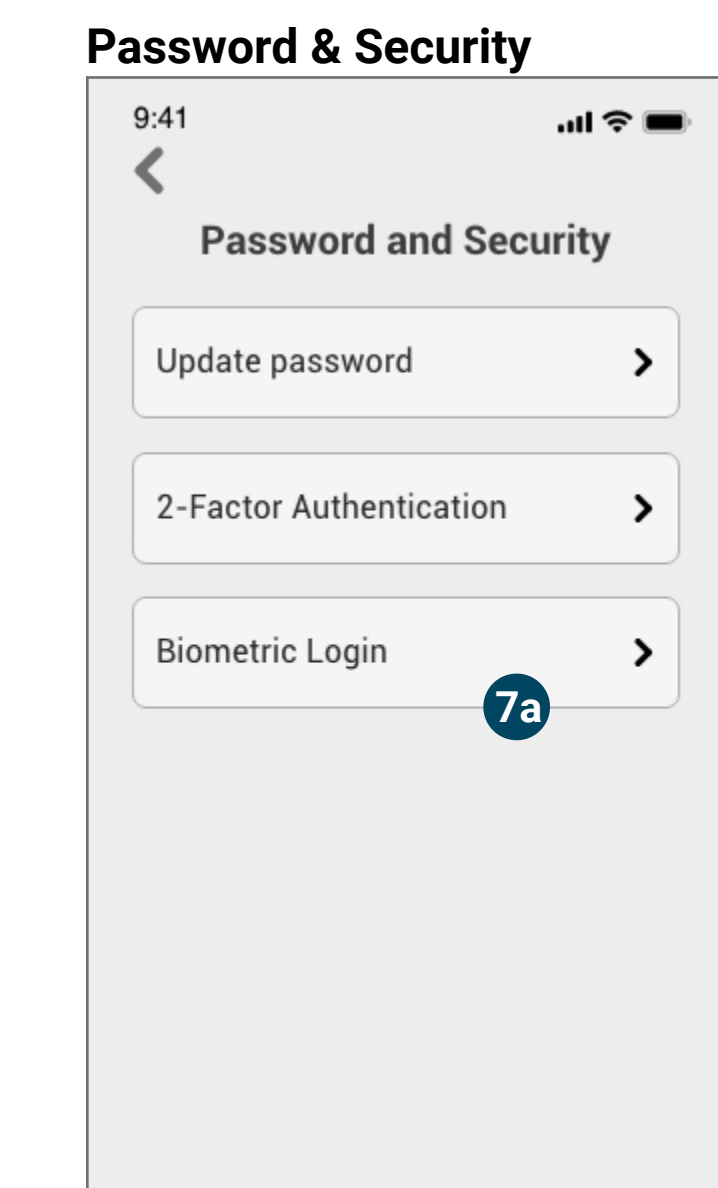 Password & Security
9:41
Password and Security
Update password
2-Factor Authentication
Biometric Login
7a